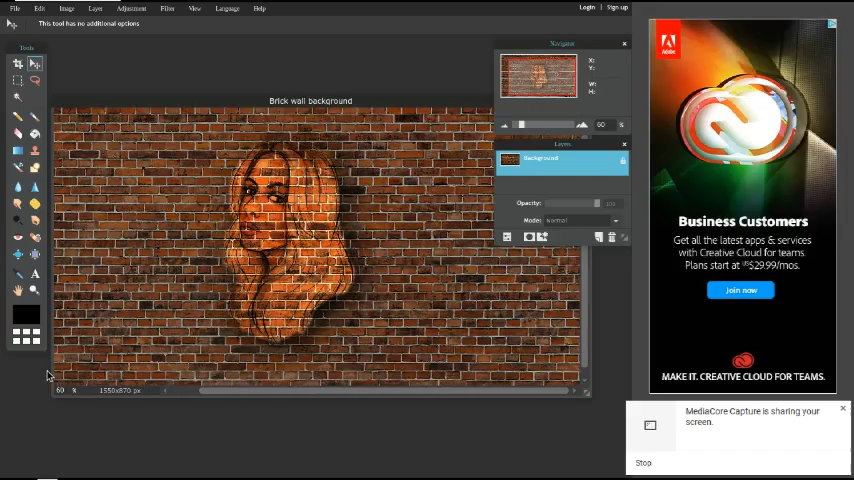 File Edit Image Layer Adjustment Filter View Language Help
Login Sign up
This tool has no additional options
Tools
Navigator
X:
Y:
W:
H:
60 %
Layers
Background
Opacity: 100
Mode: Normal
Brick wall background
60 % 1550x870 px
Adobe
Business Customers
Get all the latest apps & services
with Creative Cloud for teams.
Plans start at US$29.99/mo.
Join now
MAKE IT. CREATIVE CLOUD FOR TEAMS.
MediaCore Capture is sharing your
screen.
Stop